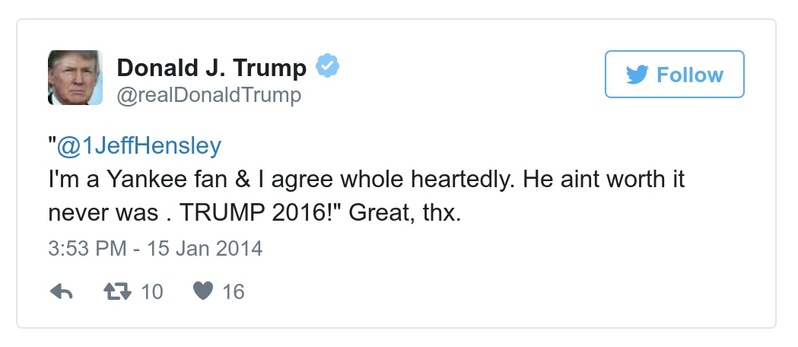 Donald J. Trump
@realDonaldTrump
Follow
"@1JeffHensley
I'm a Yankee fan & I agree whole heartedly. He aint worth it
never was . TRUMP 2016!" Great, thx.
3:53 PM - 15 Jan 2014
10 16